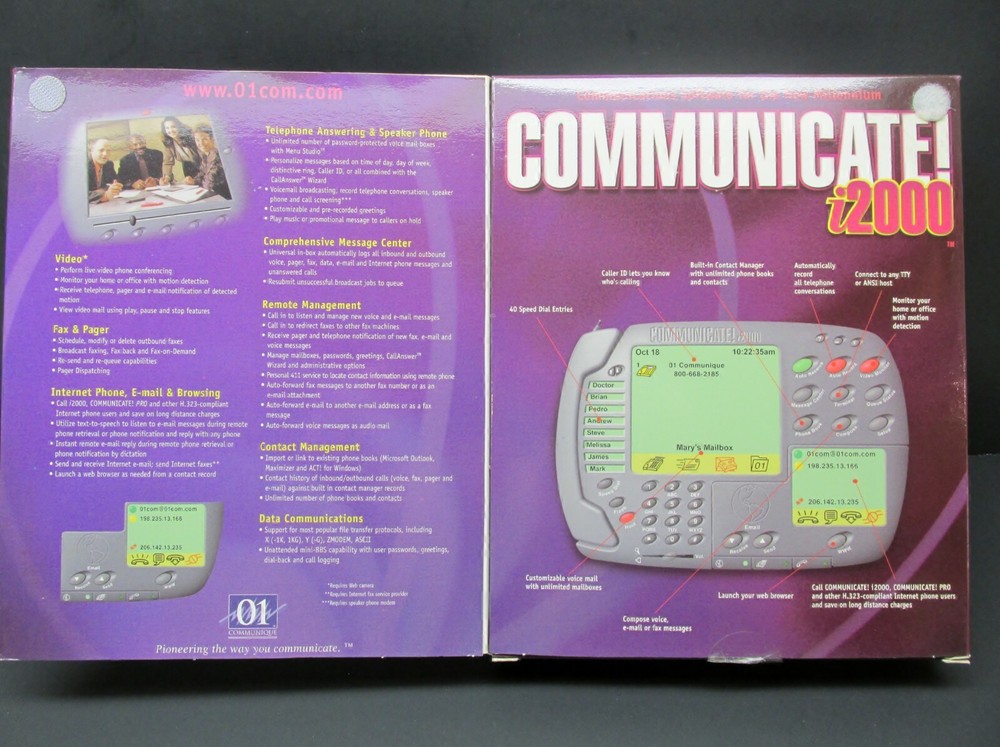 www.01com.com
Telephone Answering & Speaker Phone
• Unlimited number of password-protected voice mail boxes
with Menu Studio™
• Personalize messages based on time of day, day of week,
distinctive ring, Caller ID, or all combined with the
CallAnswer™ Wizard
• Voicemail broadcasting, record telephone conversations, speaker
phone and call screening***
• Customizable and pre-recorded greetings
• Play music or promotional message to callers on hold
Comprehensive Message Center
• Universal in-box automatically logs all inbound and outbound
voice, pager, fax, data, e-mail and Internet phone messages and
unanswered calls
• Resubmit unsuccessful broadcast jobs to queue
Remote Management
• Call in to listen and manage new voice and e-mail messages
• Call in to redirect faxes to other fax machines
• Receive pager and telephone notification of new fax, e-mail and
voice messages
• Manage mailboxes, passwords, greetings, CallAnswer™
Wizard and administrative options
• Personal 411 service to locate contact information using remote phone
• Auto-forward fax messages to another fax number or as an
e-mail attachment
• Auto-forward e-mail to another e-mail address or as a fax
message
• Auto-forward voice messages as audio-mail
Contact Management
• Import or link to existing phone books (Microsoft Outlook,
Maximizer and ACT! for Windows)
• Contact history of inbound/outbound calls (voice, fax, pager and
e-mail) against built in contact manager records
• Unlimited number of phone books and contacts
Data Communications
• Support for most popular file transfer protocols, including
X (-1K, 1KG), Y (-G), ZMODEM, ASCII
• Unattended mini-BBS capability with user passwords, greetings,
dial-back and call logging
*Requires Web camera
**Requires Internet fax service provider
***Requires speaker phone modem
Video*
• Perform live-video phone conferencing
• Monitor your home or office with motion detection
• Receive telephone, pager and e-mail notification of detected
motion
• View video mail using play, pause and stop features
Fax & Pager
• Schedule, modify or delete outbound faxes
• Broadcast faxing, Fax-back and Fax-on-Demand
• Re-send and re-queue capabilities
• Pager Dispatching
Internet Phone, E-mail & Browsing
• Call i2000, COMMUNICATE! PRO and other H.323-compliant
Internet phone users and save on long distance charges
• Utilize text-to-speech to listen to e-mail messages during remote
phone retrieval or phone notification and reply with any phone
• Instant remote e-mail reply during remote phone retrieval or
phone notification by dictation
• Send and receive Internet e-mail; send Internet faxes**
• Launch a web browser as needed from a contact record
01com@01com.com
198.235.13.166
206.142.13.235
Email
01
COMMUNIQUE
Pioneering the way you communicate.™
Communications Software for the New Millennium
COMMUNICATE!
i2000
TM
Caller ID lets you know
who's calling
Built-in Contact Manager
with unlimited phone books
and contacts
Automatically
record
all telephone
conversations
Connect to any TTY
or ANSI host
Monitor your
home or office
with motion
detection
40 Speed Dial Entries
COMMUNICATE! i2000
Oct 18 10:22:35am
1 01 Communique
800-668-2185
Doctor
Brian
Pedro
Andrew
Steve
Melissa
James
Mark
Mary's Mailbox
01
01com@01com.com
198.235.13.166
206.142.13.235
Email
Customizable voice mail
with unlimited mailboxes
Compose voice,
e-mail or fax messages
Launch your web browser
Call COMMUNICATE! i2000, COMMUNICATE! PRO
and other H.323-compliant Internet phone users
and save on long distance charges